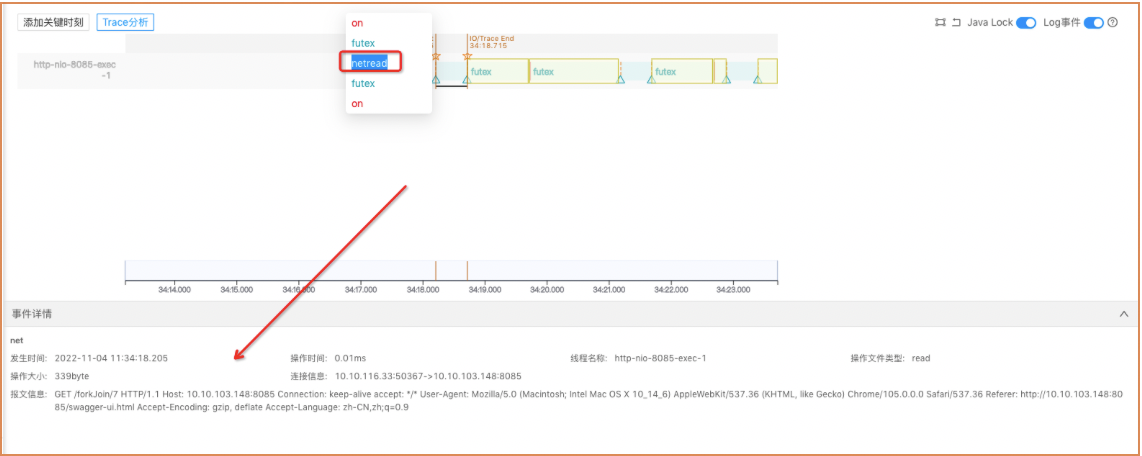 添加关键时刻 Trace分析 Java Lock Log事件
on
futex
netread
futex
on
IO/Trace End
34:18.715
http-nio-8085-exec
-1
futex futex futex
34:14.000 34:15.000 34:16.000 34:17.000 34:18.000 34:19.000 34:20.000 34:21.000 34:22.000 34:23.000
事件详情
net
发生时间: 2022-11-04 11:34:18.205 操作时间: 0.01ms 线程名称: http-nio-8085-exec-1 操作文件类型: read
操作大小: 339byte 连接信息: 10.10.116.33:50367->10.10.103.148:8085
报文信息: GET /forkJoin/7 HTTP/1.1 Host: 10.10.103.148:8085 Connection: keep-alive accept: */* User-Agent: Mozilla/5.0 (Macintosh; Intel Mac OS X 10_14_6) AppleWebKit/537.36 (KHTML, like Gecko) Chrome/105.0.0.0 Safari/537.36 Referer: http://10.10.103.148:80
85/swagger-ui.html Accept-Encoding: gzip, deflate Accept-Language: zh-CN,zh;q=0.9